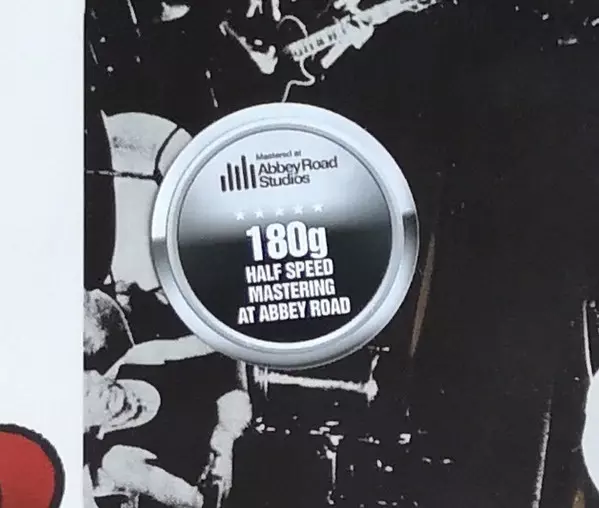 Mastered at
Abbey Road
Studios
180g
HALF SPEED
MASTERING
AT ABBEY ROAD